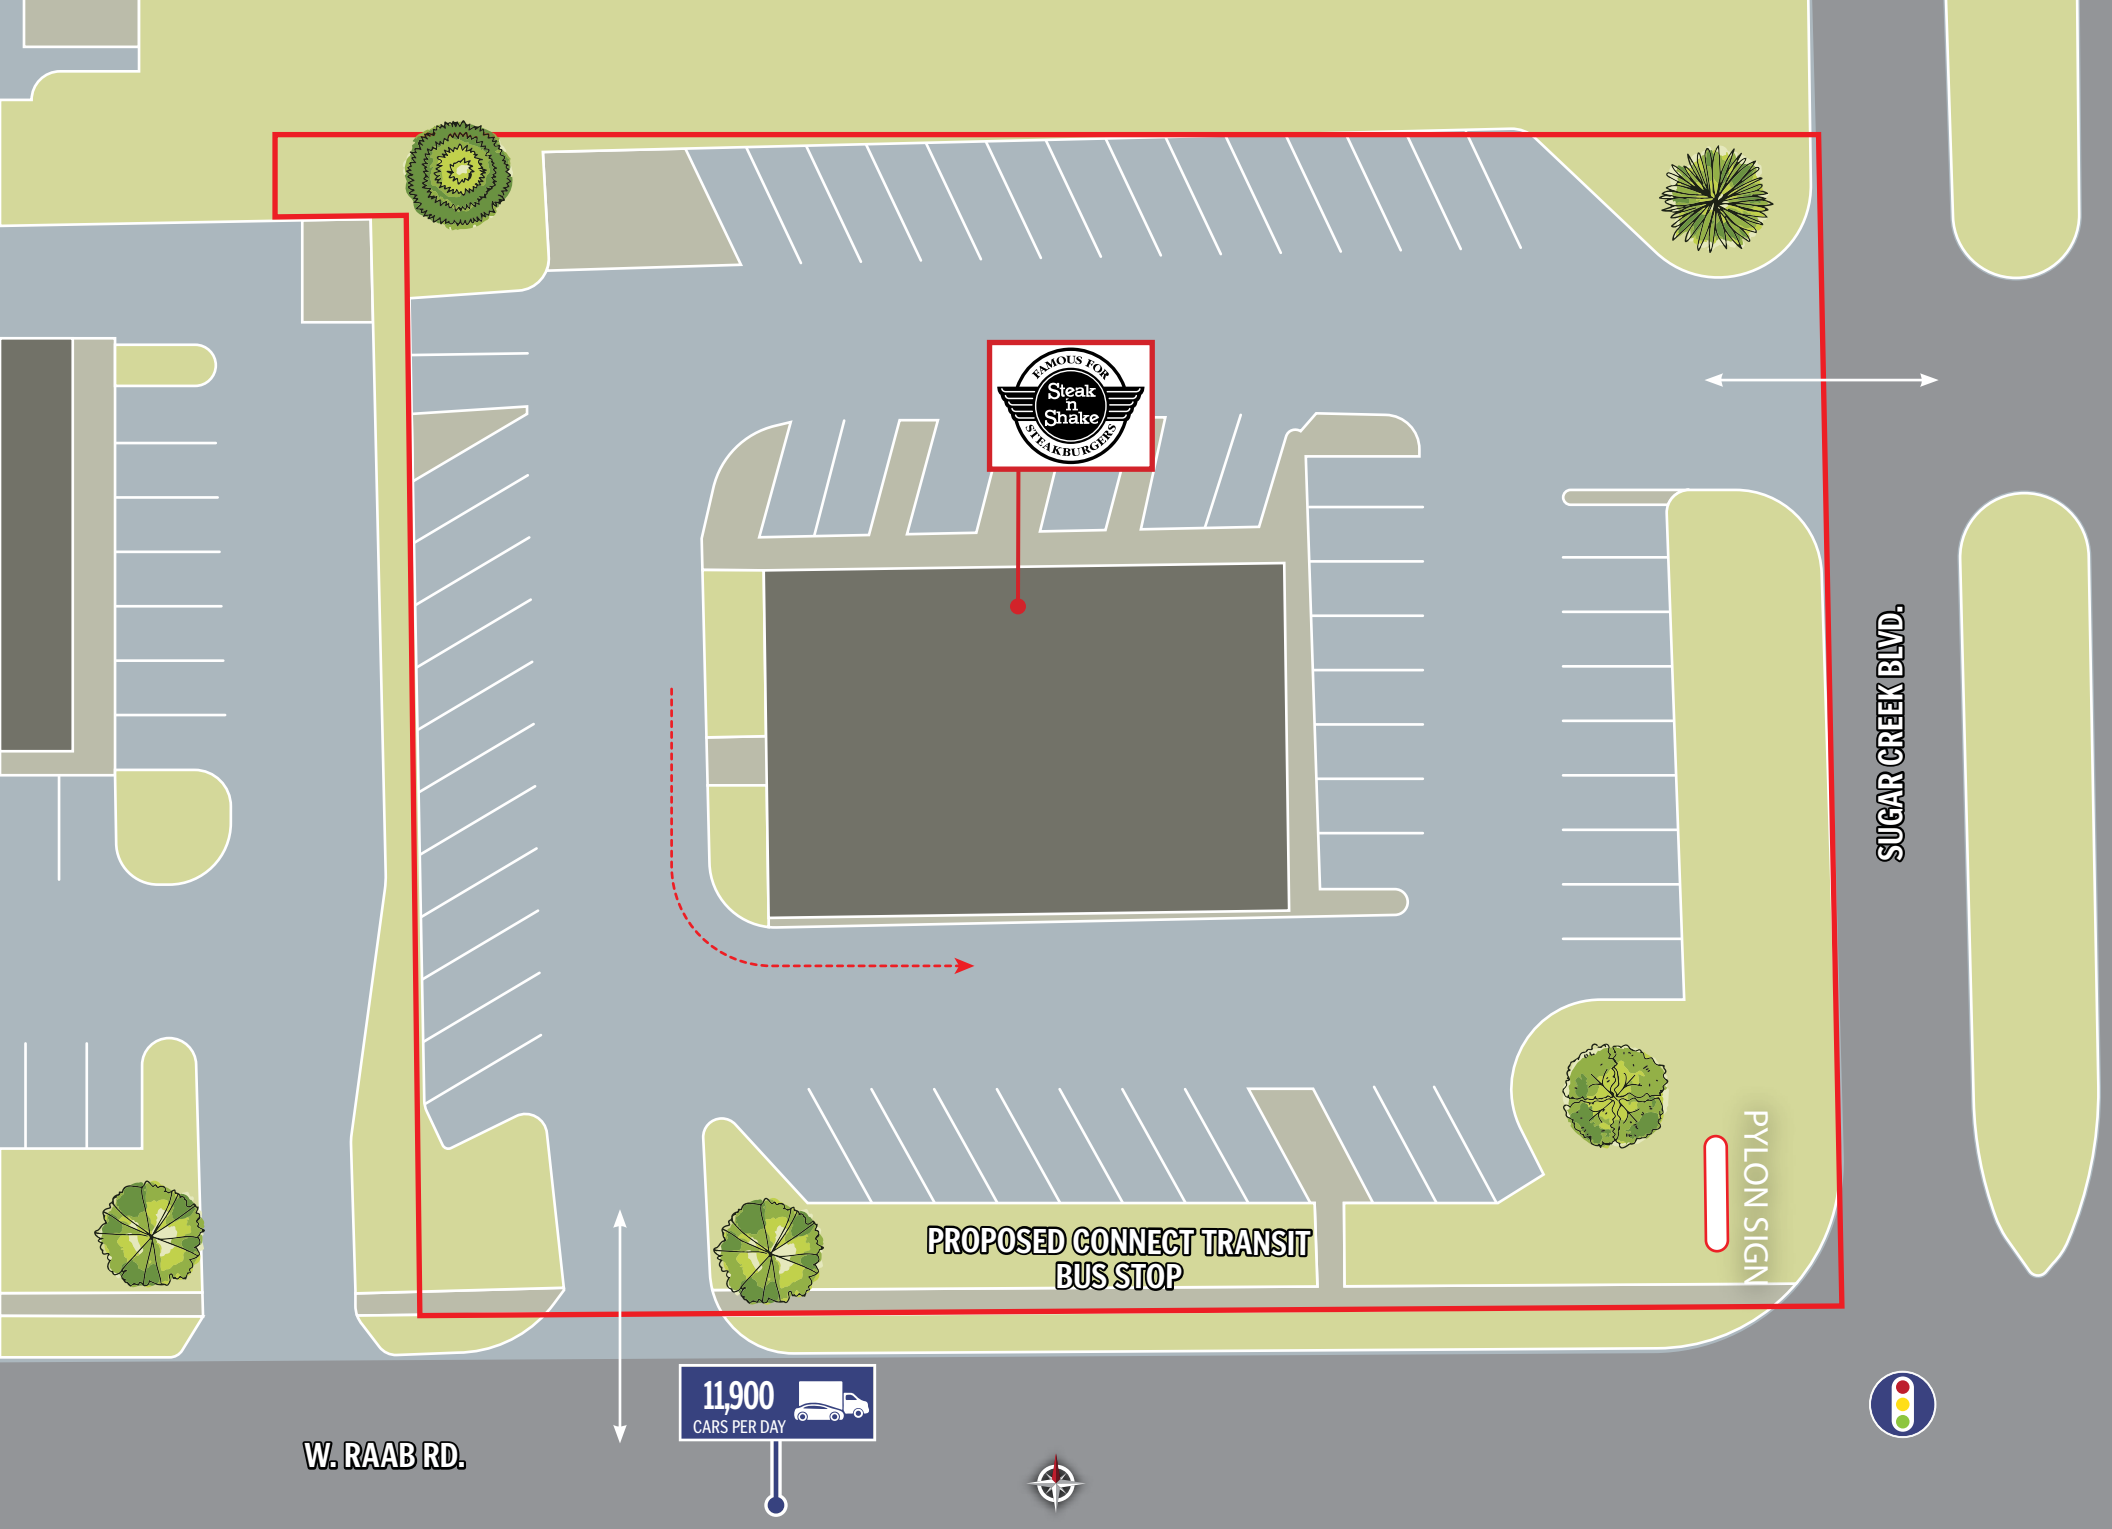 FAMOUS FOR
Steak
n
Shake
STEAKBURGERS
SUGAR CREEK BLVD.
PYLON SIGN
PROPOSED CONNECT TRANSIT
BUS STOP
11,900
CARS PER DAY
W. RAAB RD.